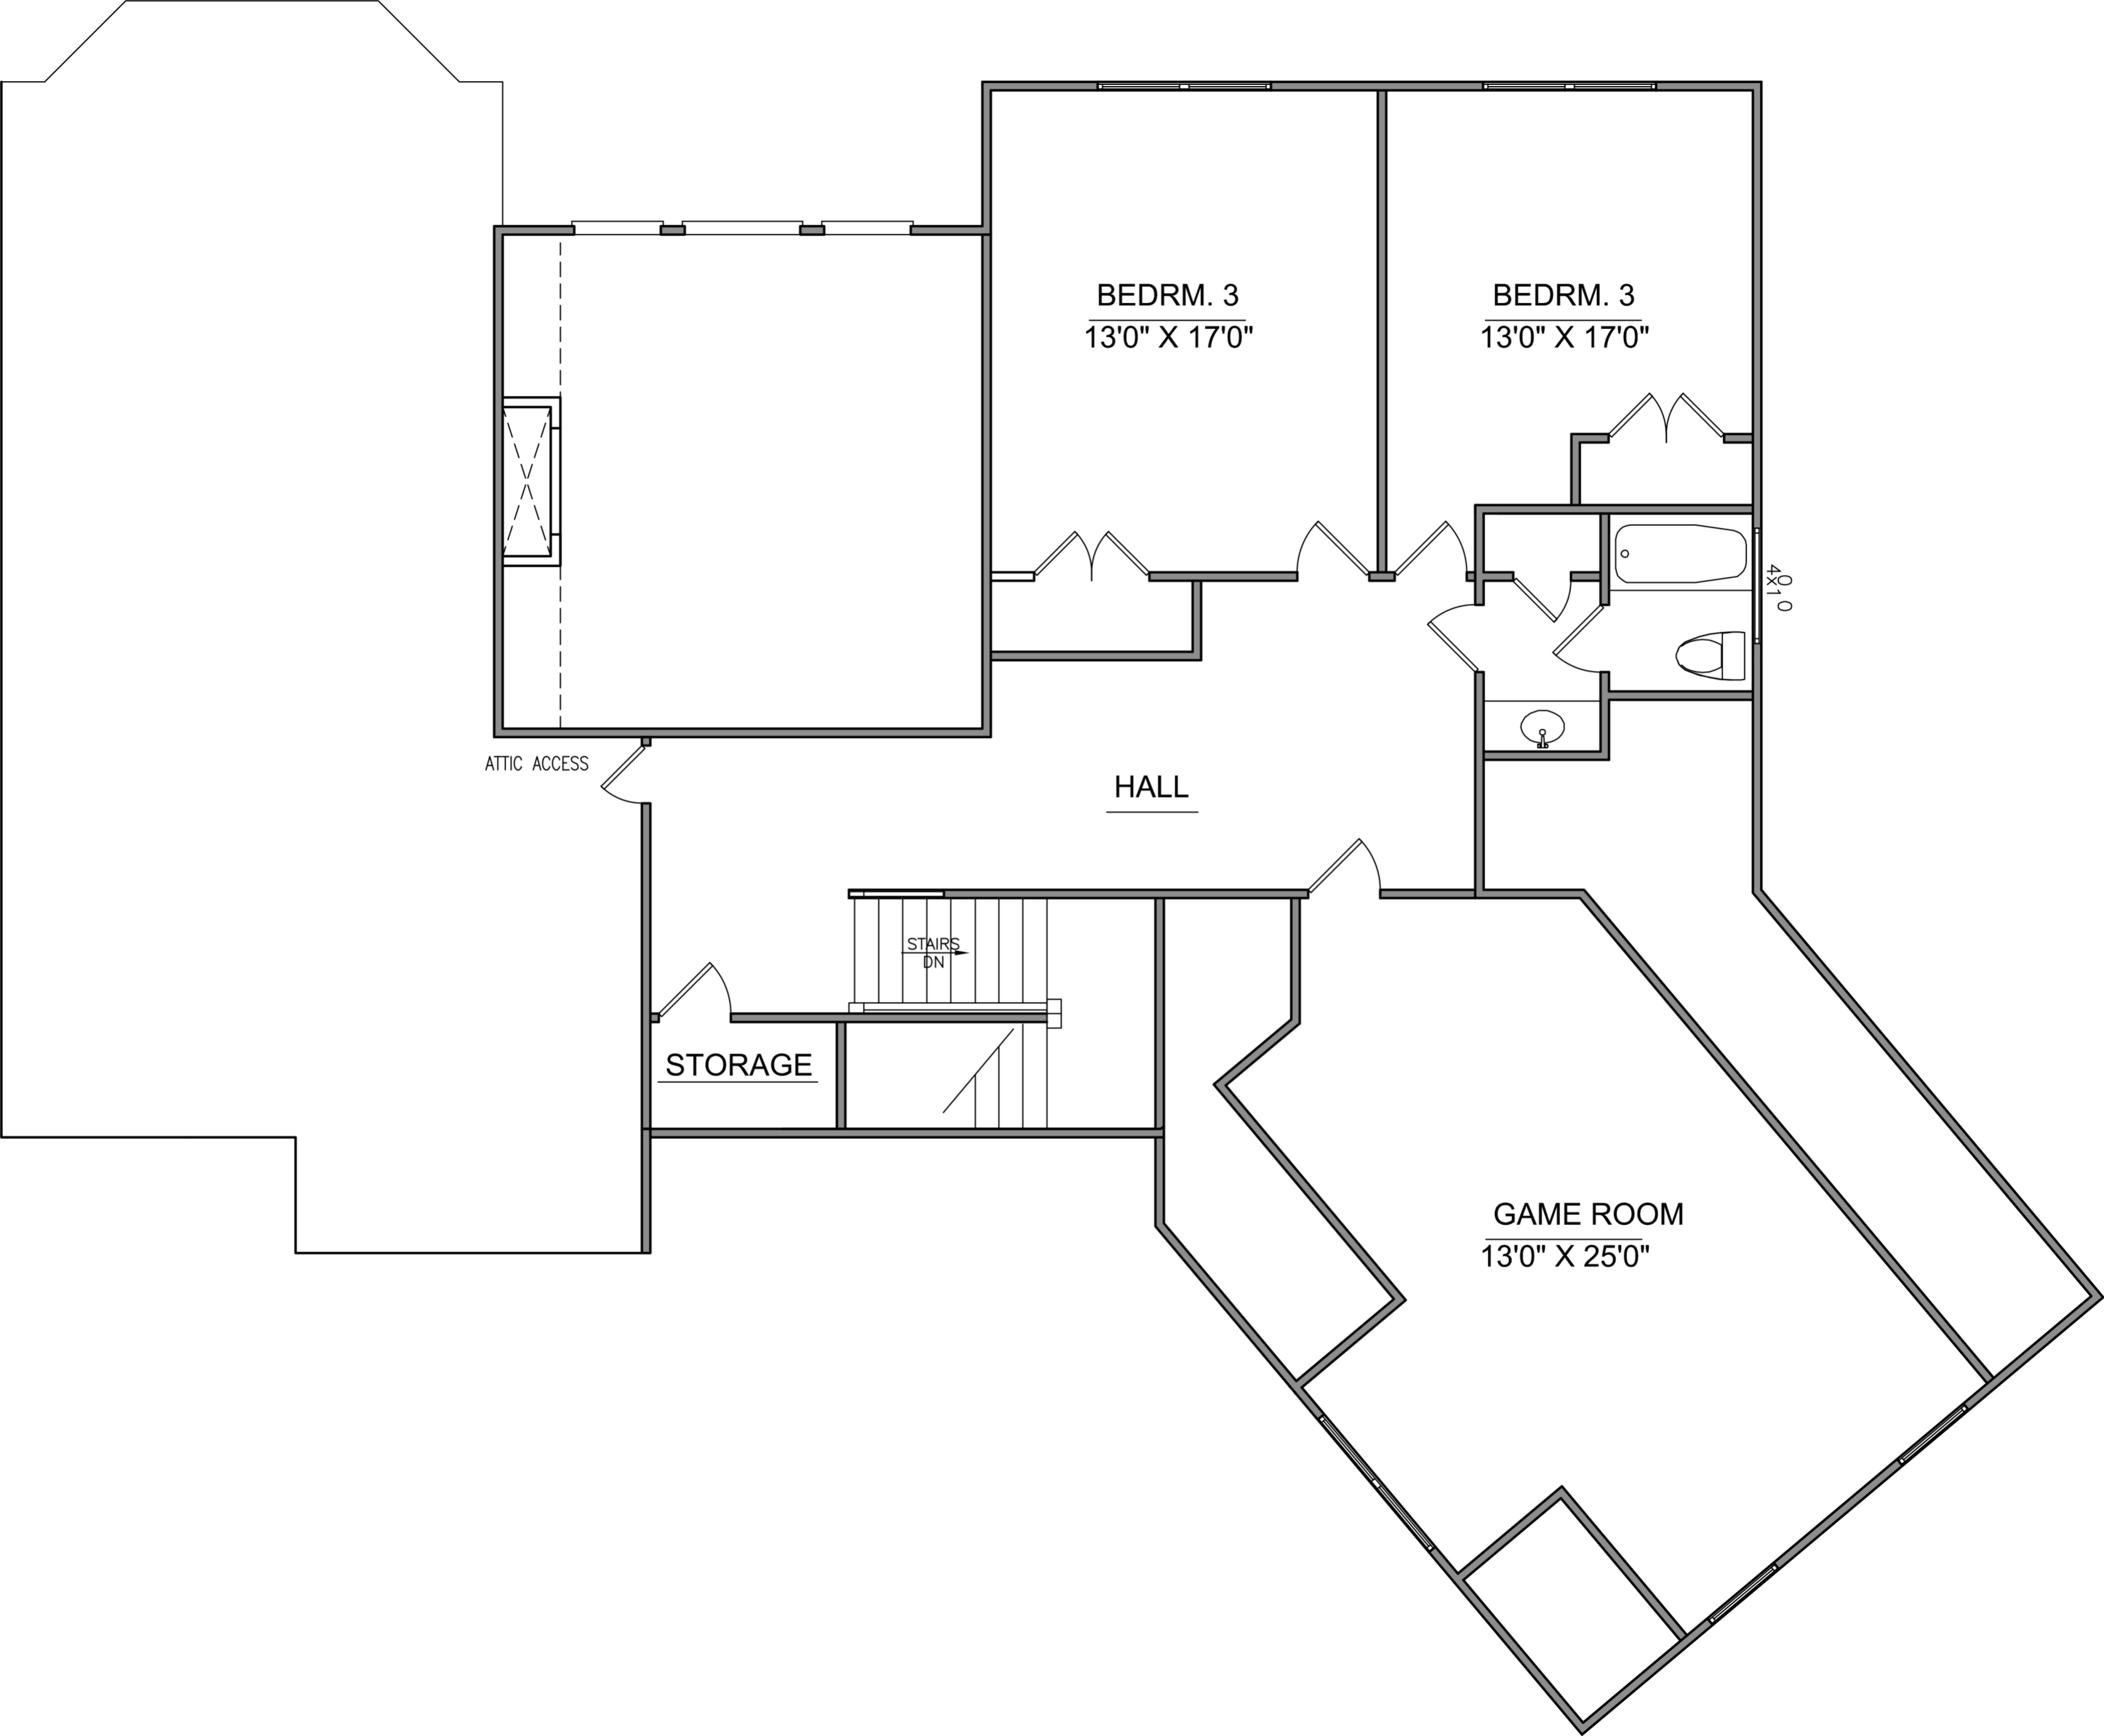 BEDRM. 3
13'0" X 17'0"
BEDRM. 3
13'0" X 17'0"
4x1
0 0
ATTIC ACCESS
HALL
STAIRS
DN
STORAGE
GAME ROOM
13'0" X 25'0"